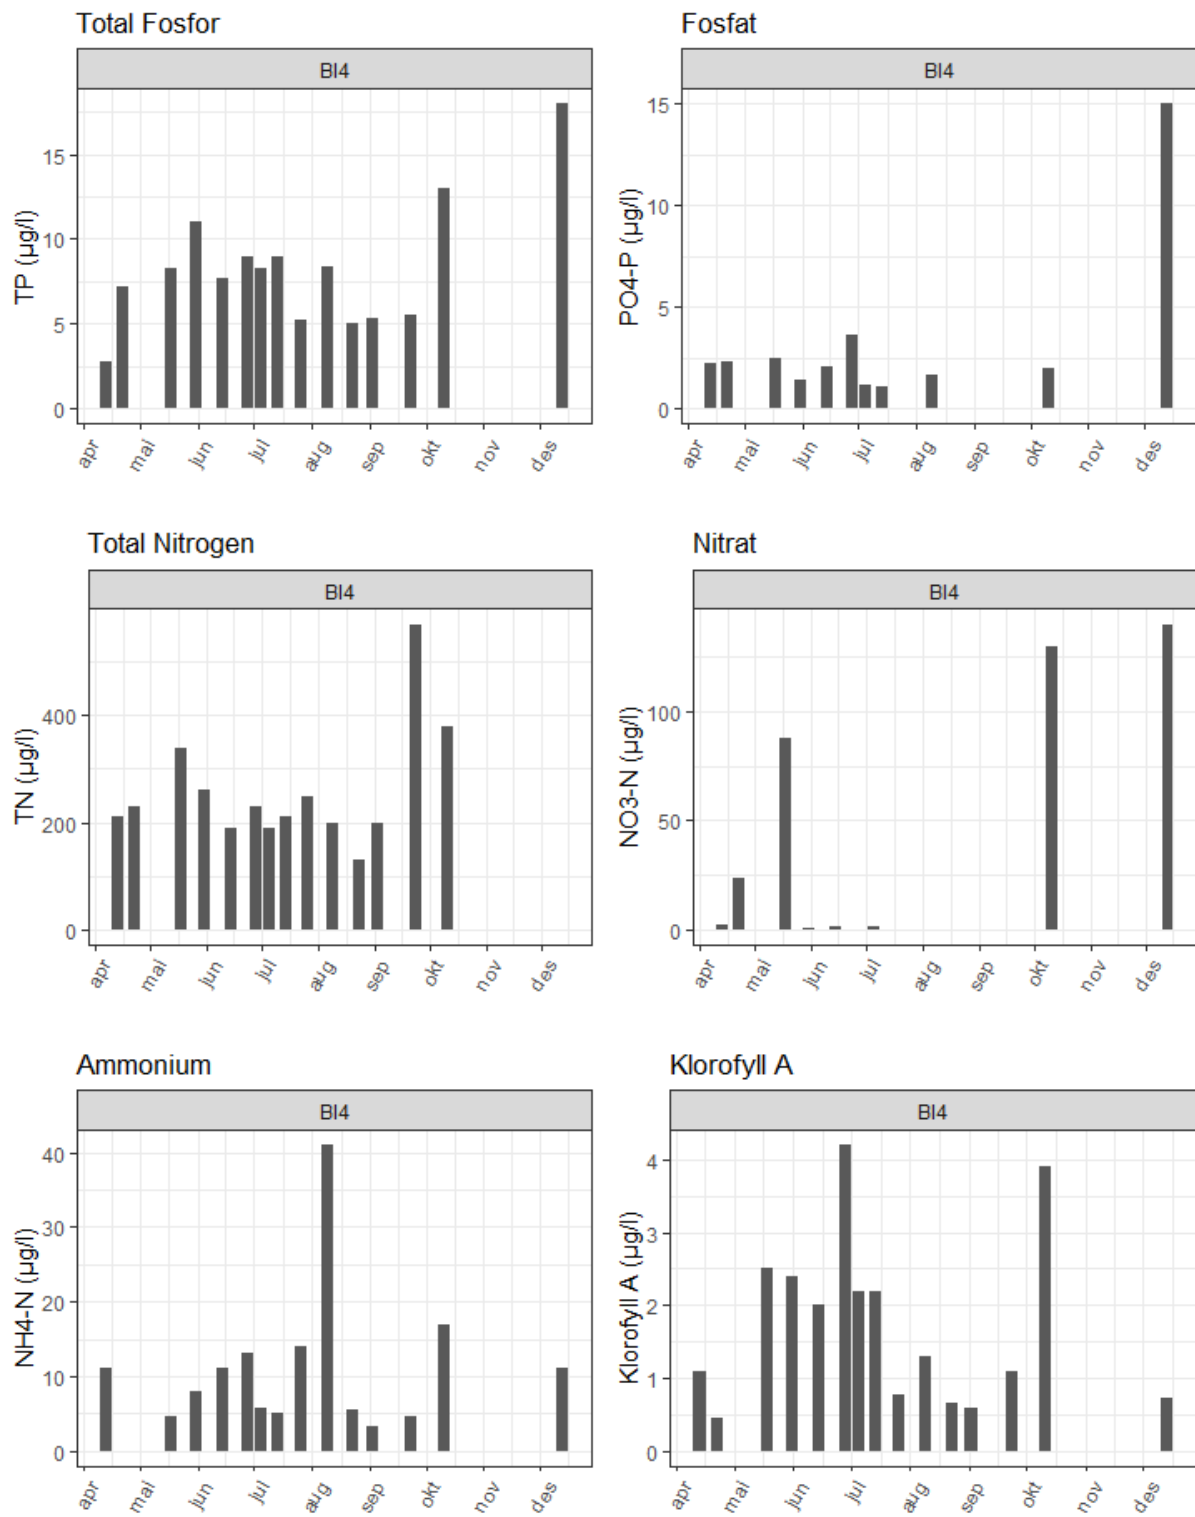 Total Fosfor
BI4
TP (µg/l)
15
10
5
0
apr mai jun jul aug sep okt nov des
Fosfat
BI4
PO4-P (µg/l)
15
10
5
0
apr mai jun jul aug sep okt nov des
Total Nitrogen
BI4
TN (µg/l)
400
200
0
apr mai jun jul aug sep okt nov des
Nitrat
BI4
NO3-N (µg/l)
100
50
0
apr mai jun jul aug sep okt nov des
Ammonium
BI4
NH4-N (µg/l)
40
30
20
10
0
apr mai jun jul aug sep okt nov des
Klorofyll A
BI4
Klorofyll A (µg/l)
4
3
2
1
0
apr mai jun jul aug sep okt nov des